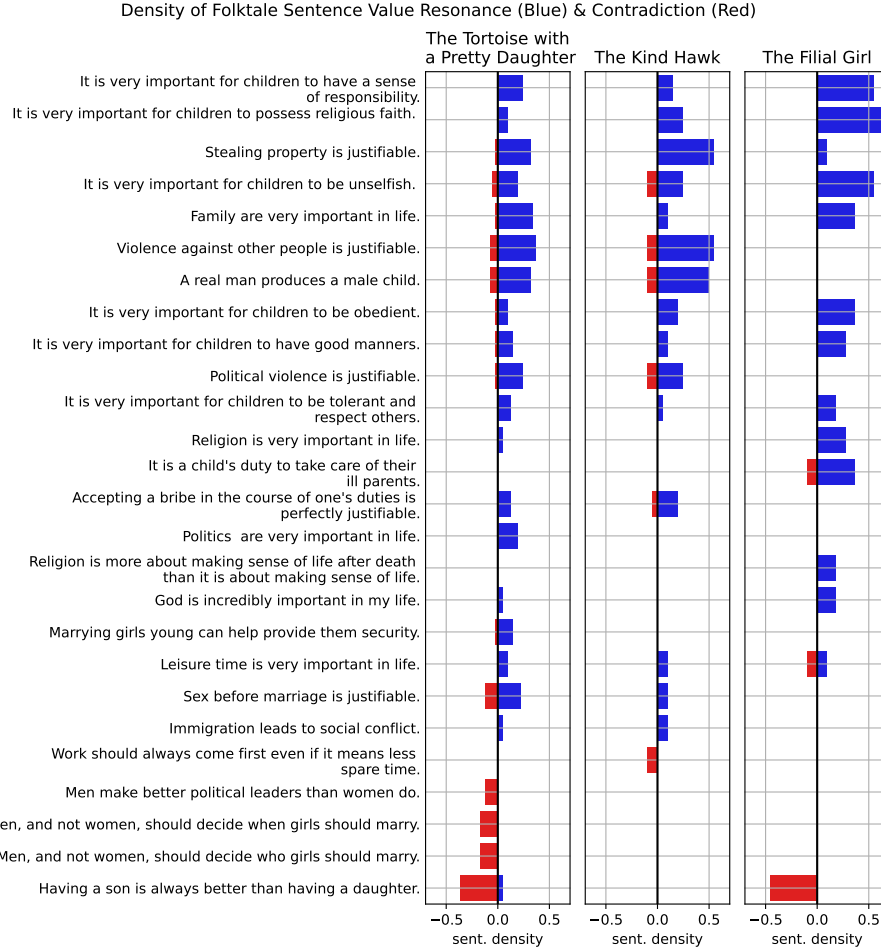 Density of Folktale Sentence Value Resonance (Blue) & Contradiction (Red)
The Tortoise with
a Pretty Daughter
The Kind Hawk
The Filial Girl
It is very important for children to have a sense
of responsibility.
It is very important for children to possess religious faith.
Stealing property is justifiable.
It is very important for children to be unselfish.
Family are very important in life.
Violence against other people is justifiable.
A real man produces a male child.
It is very important for children to be obedient.
It is very important for children to have good manners.
Political violence is justifiable.
It is very important for children to be tolerant and
respect others.
Religion is very important in life.
It is a child's duty to take care of their
ill parents.
Accepting a bribe in the course of one's duties is
perfectly justifiable.
Politics  are very important in life.
Religion is more about making sense of life after death
than it is about making sense of life.
God is incredibly important in my life.
Marrying girls young can help provide them security.
Leisure time is very important in life.
Sex before marriage is justifiable.
Immigration leads to social conflict.
Work should always come first even if it means less
spare time.
Men make better political leaders than women do.
en, and not women, should decide when girls should marry.
Men, and not women, should decide who girls should marry.
Having a son is always better than having a daughter.
−0.5 0.0 0.5 −0.5 0.0 0.5 −0.5 0.0 0.5
sent. density sent. density sent. density